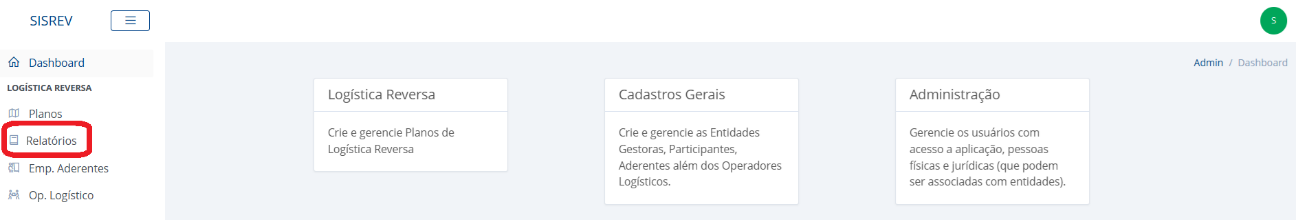 SISREV
S
Dashboard
Admin / Dashboard
LOGÍSTICA REVERSA
Planos
Relatórios
Emp. Aderentes
Op. Logístico
Logística Reversa
Crie e gerencie Planos de
Logística Reversa
Cadastros Gerais
Crie e gerencie as Entidades
Gestoras, Participantes,
Aderentes além dos Operadores
Logísticos.
Administração
Gerencie os usuários com
acesso a aplicação, pessoas
físicas e jurídicas (que podem
ser associadas com entidades).